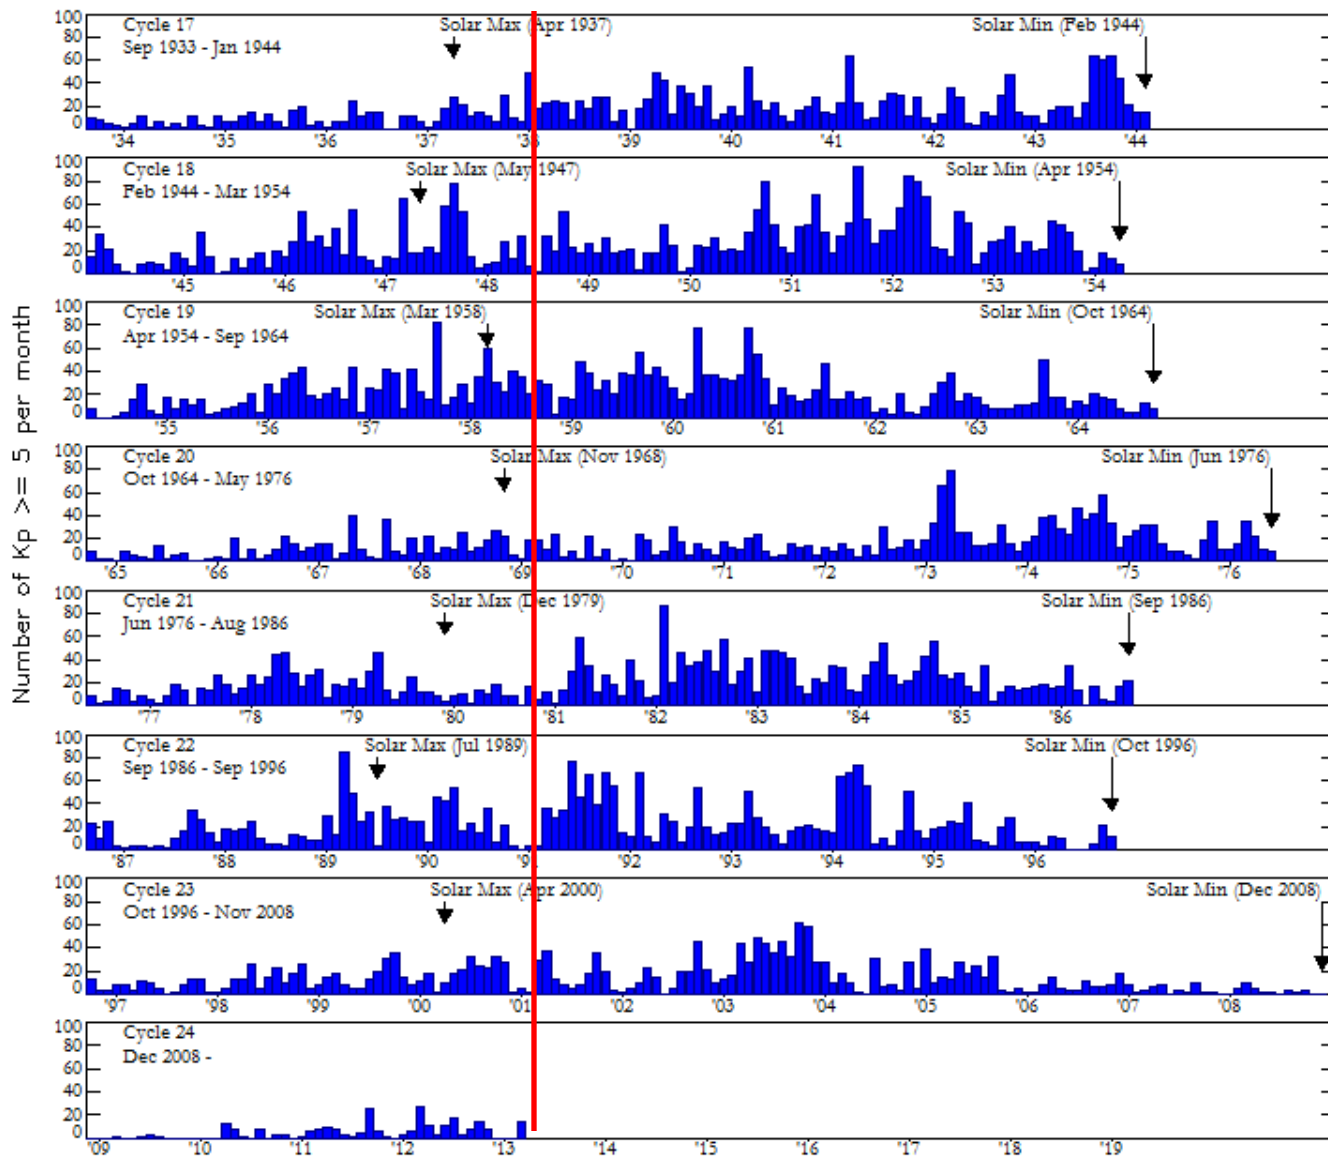 Number of Kp >= 5 per month
100 Cycle 17 Solar Max (Apr 1937) Solar Min (Feb 1944)
80 Sep 1933 - Jan 1944
60
40
20
0
'34 '35 '36 '37 '38 '39 '40 '41 '42 '43 '44
100 Cycle 18 Solar Max (May 1947) Solar Min (Apr 1954)
80 Feb 1944 - Mar 1954
60
40
20
0
'45 '46 '47 '48 '49 '50 '51 '52 '53 '54
100 Cycle 19 Solar Max (Mar 1958) Solar Min (Oct 1964)
80 Apr 1954 - Sep 1964
60
40
20
0
'55 '56 '57 '58 '59 '60 '61 '62 '63 '64
100 Cycle 20 Solar Max (Nov 1968) Solar Min (Jun 1976)
80 Oct 1964 - May 1976
60
40
20
0
'65 '66 '67 '68 '69 '70 '71 '72 '73 '74 '75 '76
100 Cycle 21 Solar Max (Dec 1979) Solar Min (Sep 1986)
80 Jun 1976 - Aug 1986
60
40
20
0
'77 '78 '79 '80 '81 '82 '83 '84 '85 '86
100 Cycle 22 Solar Max (Jul 1989) Solar Min (Oct 1996)
80 Sep 1986 - Sep 1996
60
40
20
0
'87 '88 '89 '90 '91 '92 '93 '94 '95 '96
100 Cycle 23 Solar Max (Apr 2000) Solar Min (Dec 2008)
80 Oct 1996 - Nov 2008
60
40
20
0
'97 '98 '99 '00 '01 '02 '03 '04 '05 '06 '07 '08
100 Cycle 24
80 Dec 2008 -
60
40
20
0
'09 '10 '11 '12 '13 '14 '15 '16 '17 '18 '19